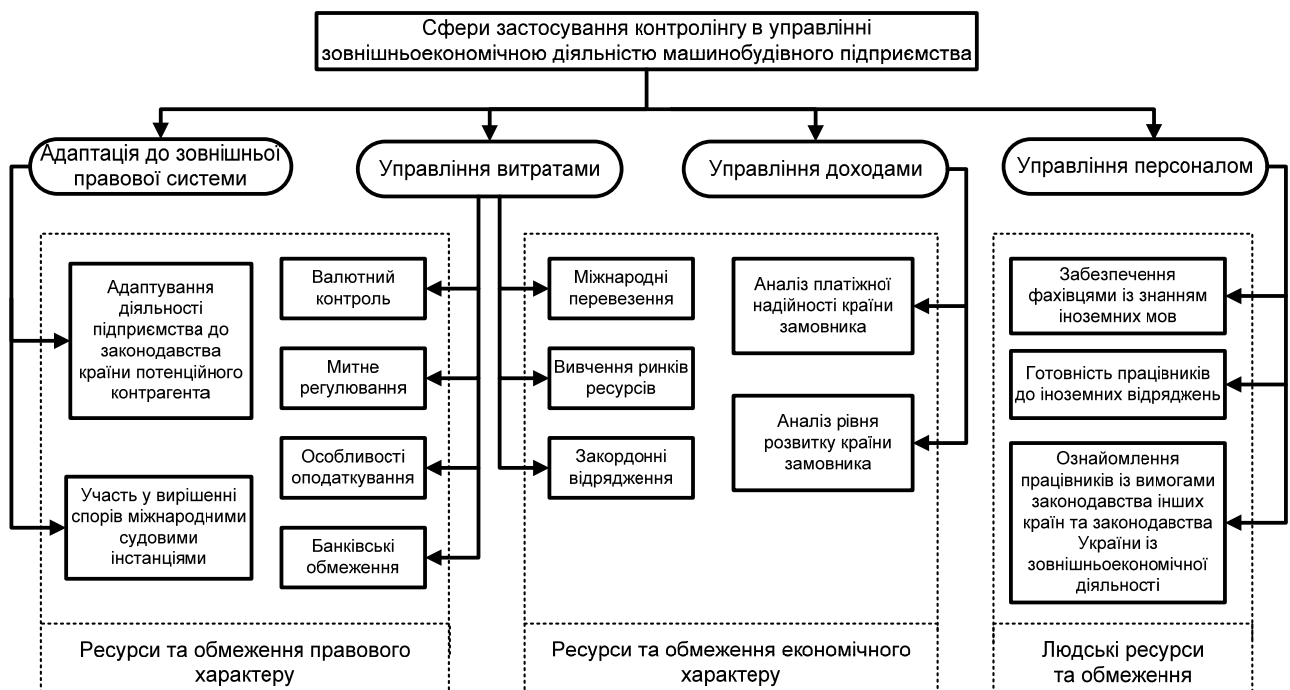 Сфери застосування контролінгу в управлінні
зовнішньоекономічною діяльністю машинобудівного підприємства
Адаптація до зовнішньої
правової системи
Управління витратами
Управління доходами
Управління персоналом
Адаптування
діяльності
підприємства до
законодавства
країни потенційного
контрагента
Участь у вирішенні
спорів міжнародними
судовими
інстанціями
Валютний
контроль
Митне
регулювання
Особливості
оподаткування
Банківські
обмеження
Міжнародні
перевезення
Вивчення ринків
ресурсів
Закордонні
відрядження
Аналіз платіжної
надійності країни
замовника
Аналіз рівня
розвитку країни
замовника
Забезпечення
фахівцями із знанням
іноземних мов
Готовність працівників
до іноземних відряджень
Ознайомлення
працівників із вимогами
законодавства інших
країн та законодавства
України із
зовнішньоекономічної
діяльності
Ресурси та обмеження правового
характеру
Ресурси та обмеження економічного
характеру
Людські ресурси
та обмеження